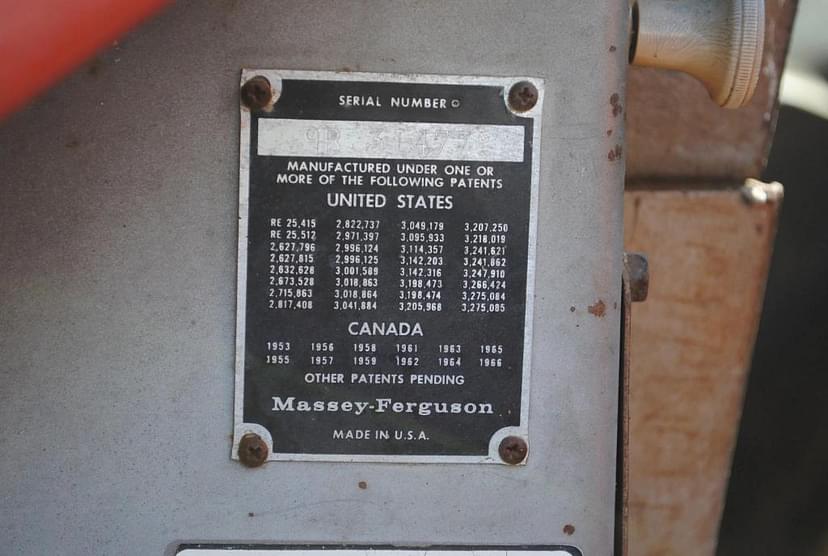 SERIAL NUMBER
MANUFACTURED UNDER ONE OR
MORE OF THE FOLLOWING PATENTS
UNITED STATES
RE 25,415 2,822,737 3,049,179 3,207,250
RE 25,512 2,971,397 3,095,933 3,218,019
2,627,796 2,996,124 3,114,357 3,241,621
2,627,815 2,996,125 3,142,203 3,241,862
2,632,628 3,001,589 3,142,316 3,247,910
2,673,528 3,018,863 3,198,473 3,266,424
2,715,863 3,018,864 3,198,474 3,275,084
2,817,408 3,041,884 3,205,968 3,275,085
CANADA
1953 1956 1958 1961 1963 1965
1955 1957 1959 1962 1964 1966
OTHER PATENTS PENDING
Massey-Ferguson
MADE IN U.S.A.